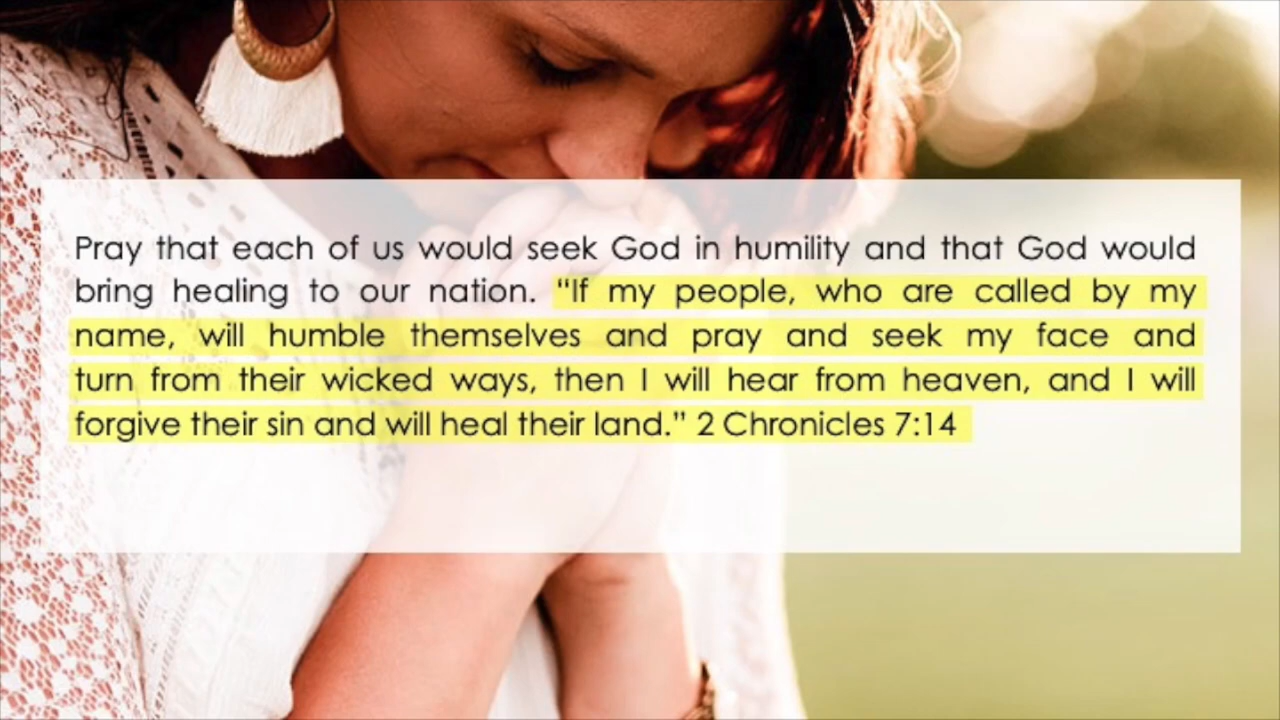 Pray that each of us would seek God in humility and that God would
bring healing to our nation. “If my people, who are called by my
name, will humble themselves and pray and seek my face and
turn from their wicked ways, then I will hear from heaven, and I will
forgive their sin and will heal their land.” 2 Chronicles 7:14